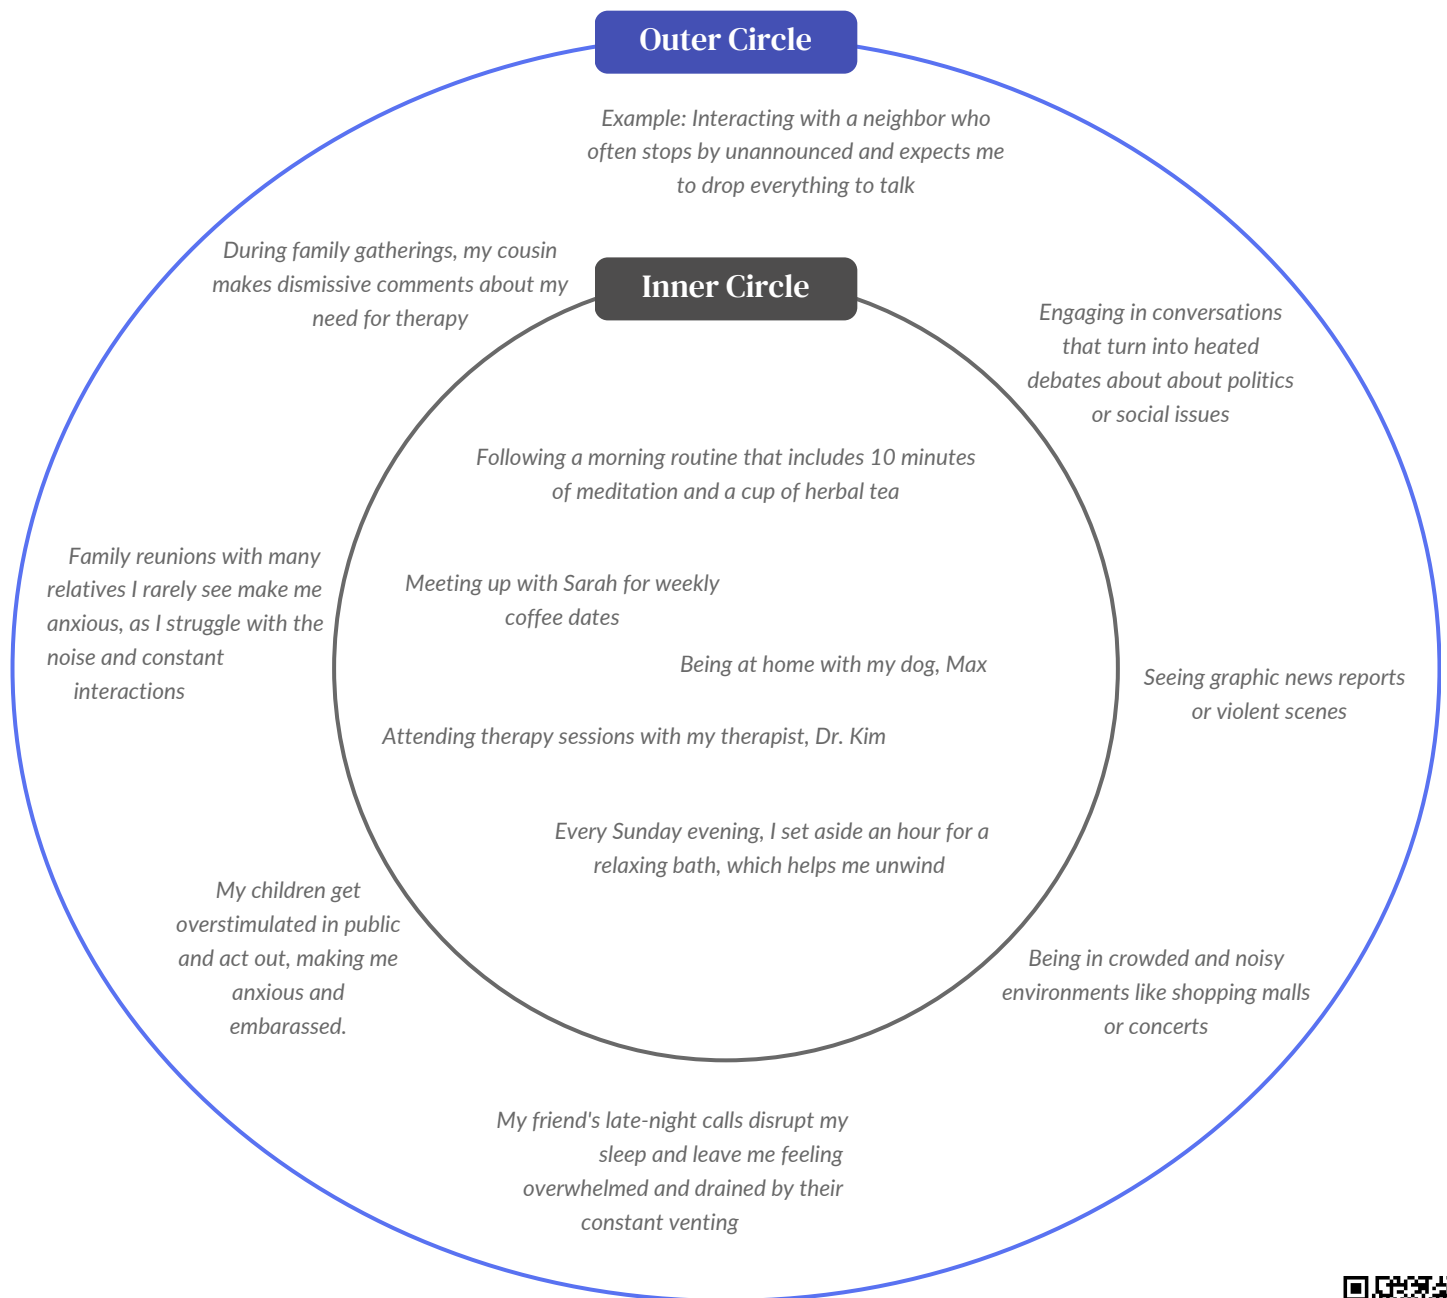 Outer Circle
Example: Interacting with a neighbor who
often stops by unannounced and expects me
to drop everything to talk
During family gatherings, my cousin
makes dismissive comments about my
need for therapy
Inner Circle
Engaging in conversations
that turn into heated
debates about about politics
or social issues
Following a morning routine that includes 10 minutes
of meditation and a cup of herbal tea
Family reunions with many
relatives I rarely see make me
anxious, as I struggle with the
noise and constant
interactions
Meeting up with Sarah for weekly
coffee dates
Being at home with my dog, Max
Seeing graphic news reports
or violent scenes
Attending therapy sessions with my therapist, Dr. Kim
Every Sunday evening, I set aside an hour for a
relaxing bath, which helps me unwind
My children get
overstimulated in public
and act out, making me
anxious and
embarassed.
Being in crowded and noisy
environments like shopping malls
or concerts
My friend's late-night calls disrupt my
sleep and leave me feeling
overwhelmed and drained by their
constant venting